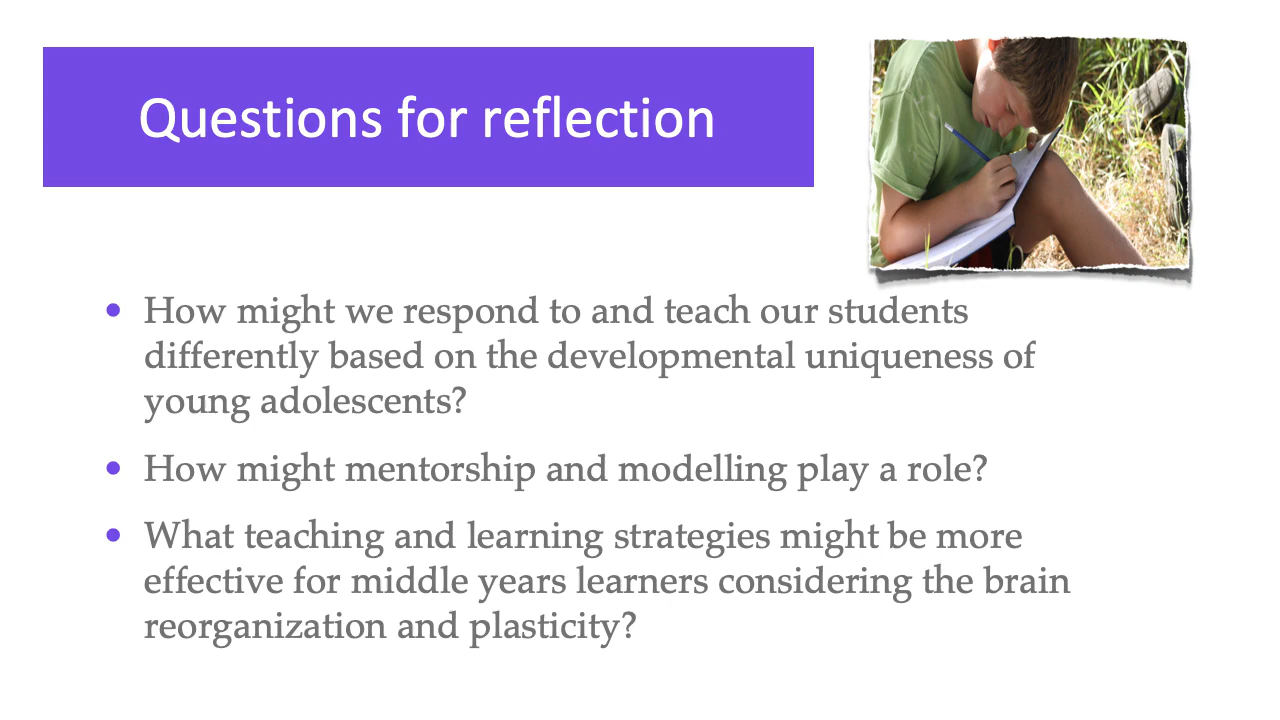 Questions for reflection
• How might we respond to and teach our students
differently based on the developmental uniqueness of
young adolescents?
• How might mentorship and modelling play a role?
• What teaching and learning strategies might be more
effective for middle years learners considering the brain
reorganization and plasticity?